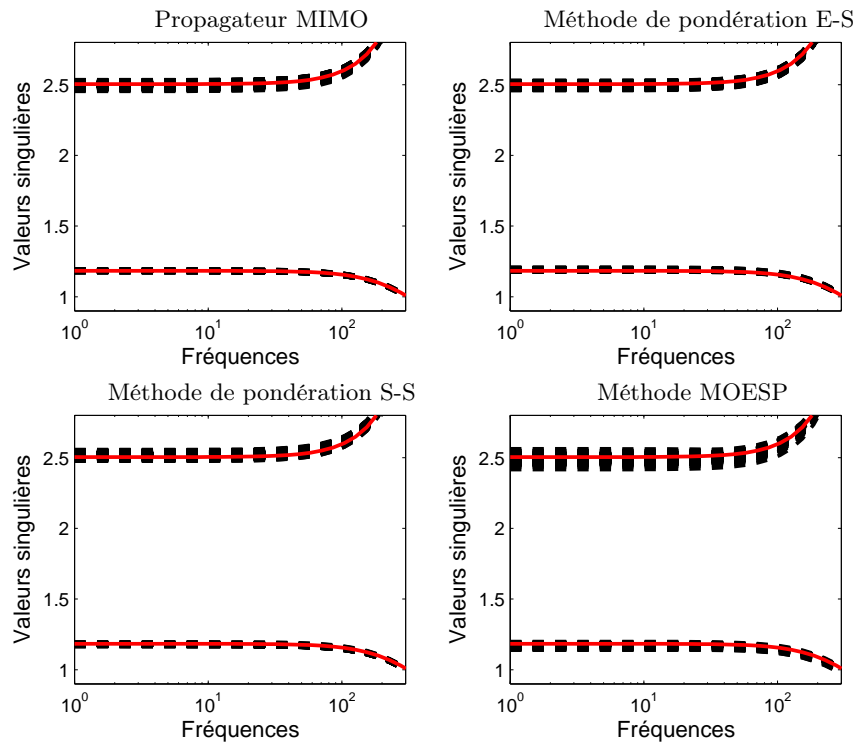 Propagateur MIMO
Valeurs singulières
2.5
2
1.5
1
10^0
10^1
10^2
Fréquences
Méthode de pondération E-S
Valeurs singulières
2.5
2
1.5
1
10^0
10^1
10^2
Fréquences
Méthode de pondération S-S
Valeurs singulières
2.5
2
1.5
1
10^0
10^1
10^2
Fréquences
Méthode MOESP
Valeurs singulières
2.5
2
1.5
1
10^0
10^1
10^2
Fréquences